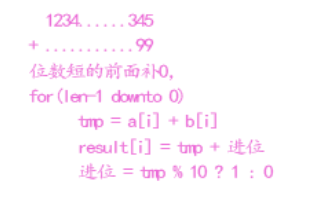 1234......345
+ ...........99
位数短的前面补0,
for(len-1 downto 0)
tmp = a[i] + b[i]
result[i] = tmp + 进位
进位 = tmp % 10 ? 1 : 0